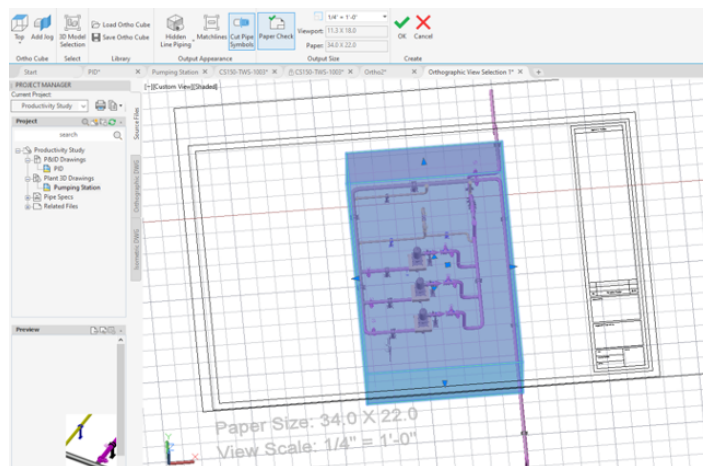 Top
Add Jog
3D Model
Selection
Load Ortho Cube
Save Ortho Cube
Hidden
Line Piping
Matchlines
Cut Pipe
Symbols
Paper Check
1/4" = 1'-0"
Viewport: 11.3 X 18.0
Paper: 34.0 X 22.0
OK
Cancel
Ortho Cube
Select
Library
Output Appearance
Output Size
Create
Start
PID*
Pumping Station
CS150-TWS-1003*
CS150-TWS-1003*
Ortho2*
Orthographic View Selection 1*
PROJECT MANAGER
Current Project:
Productivity Study
Project
search
Productivity Study
P&ID Drawings
PID
Plant 3D Drawings
Pumping Station
Pipe Specs
Related Files
Source Files
Orthographic DWG
Isometric DWG
Preview
[-][Custom View][Shaded]
Paper Size: 34.0 X 22.0
View Scale: 1/4" = 1'-0"